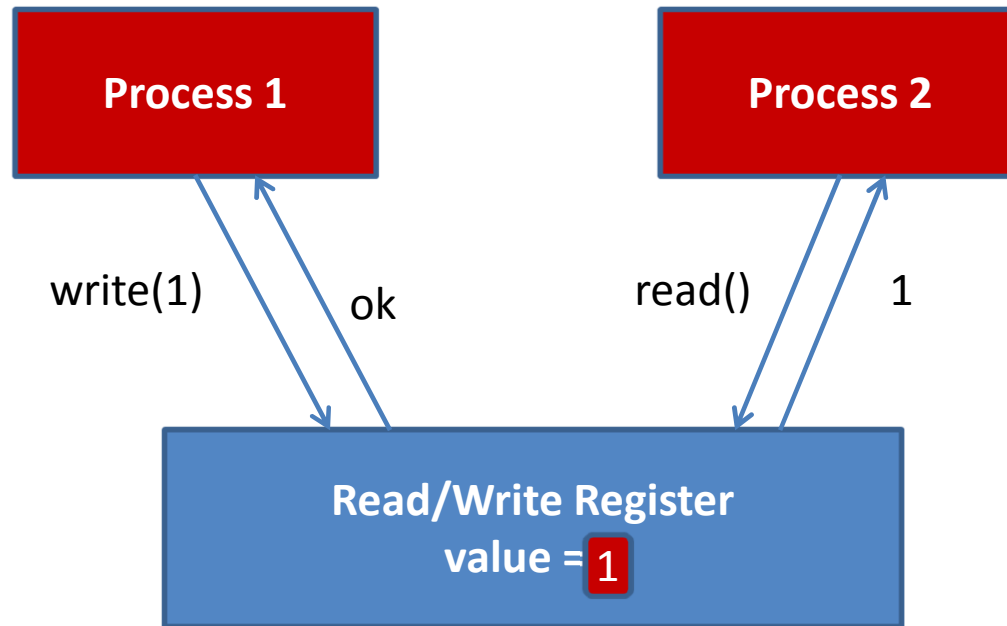 Process 1
Process 2
write(1)
ok
read()
1
Read/Write Register
value = 1